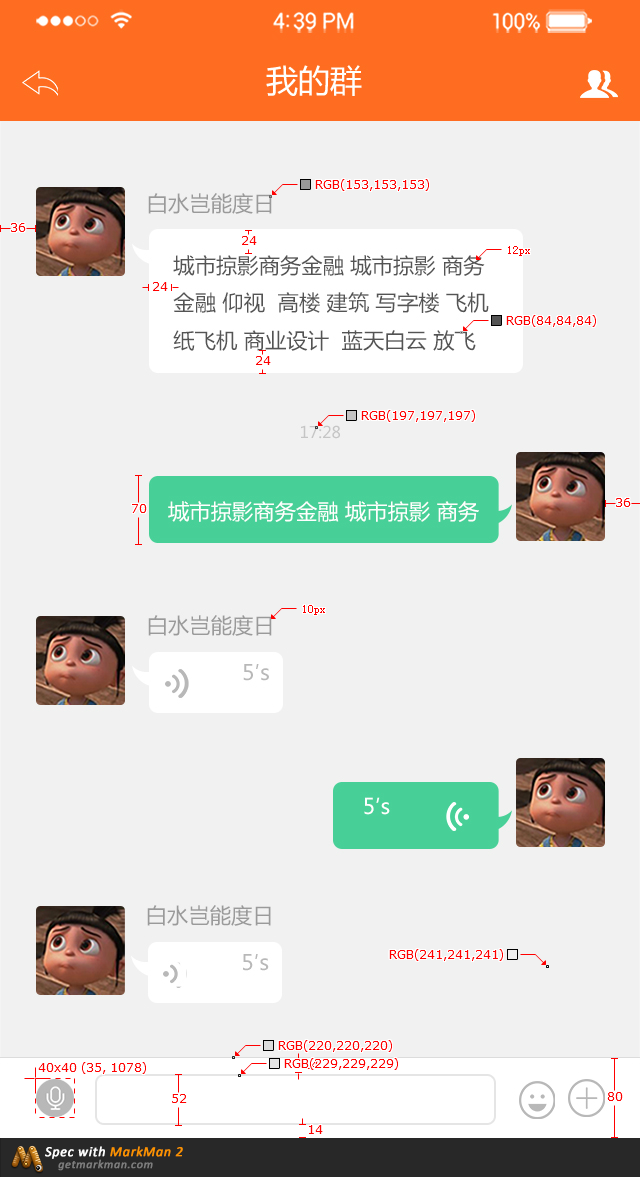 4:39 PM
100%
我的群
RGB(153,153,153)
白水岂能度日
36
24
12px
城市掠影商务金融 城市掠影 商务
24
金融 仰视 高楼 建筑 写字楼 飞机
RGB(84,84,84)
纸飞机 商业设计 蓝天白云 放飞
24
RGB(197,197,197)
17:28
70
城市掠影商务金融 城市掠影 商务
36
10px
白水岂能度日
5's
5's
白水岂能度日
5's
RGB(241,241,241)
RGB(220,220,220)
40x40 (35, 1078)
RGB(229,229,229)
52
80
14
Spec with MarkMan 2
getmarkman.com